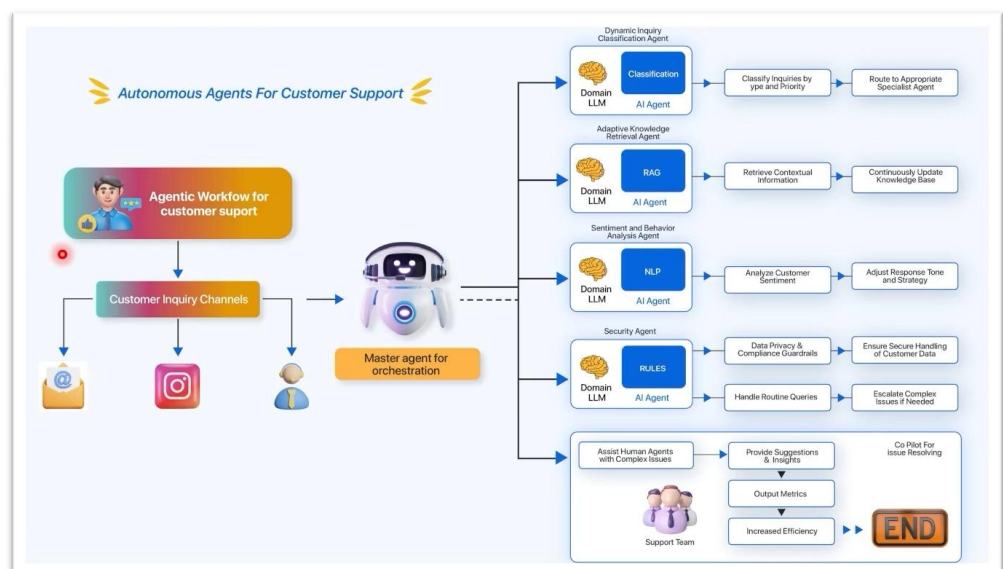 Autonomous Agents For Customer Support
Agentic Workfow for
customer suport
Customer Inquiry Channels
@
Master agent for
orchestration
Dynamic Inquiry
Classification Agent
Domain
LLM
Classification
AI Agent
Classify Inquiries by
ype and Priority
Route to Appropriate
Specialist Agent
Adaptive Knowledge
Retrieval Agent
Domain
LLM
RAG
AI Agent
Retrieve Contextual
Information
Continuously Update
Knowledge Base
Sentiment and Behavior
Analysis Agent
Domain
LLM
NLP
AI Agent
Analyze Customer
Sentiment
Adjust Response Tone
and Strategy
Security Agent
Domain
LLM
RULES
AI Agent
Data Privacy &
Compliance Guardrails
Ensure Secure Handling
of Customer Data
Handle Routine Queries
Escalate Complex
Issues if Needed
Assist Human Agents
with Complex Issues
Provide Suggestions
& Insights
Co Pilot For
issue Resolving
Output Metrics
Support Team
Increased Efficiency
END